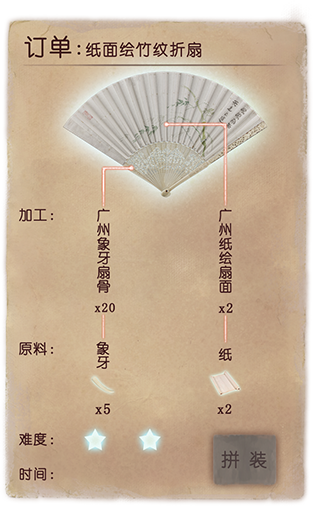 订单:纸面绘竹纹折扇
加工:
广州象牙扇骨
x20
广州纸绘扇面
x2
原料:
象牙
x5
纸
x2
难度:
时间:
拼装